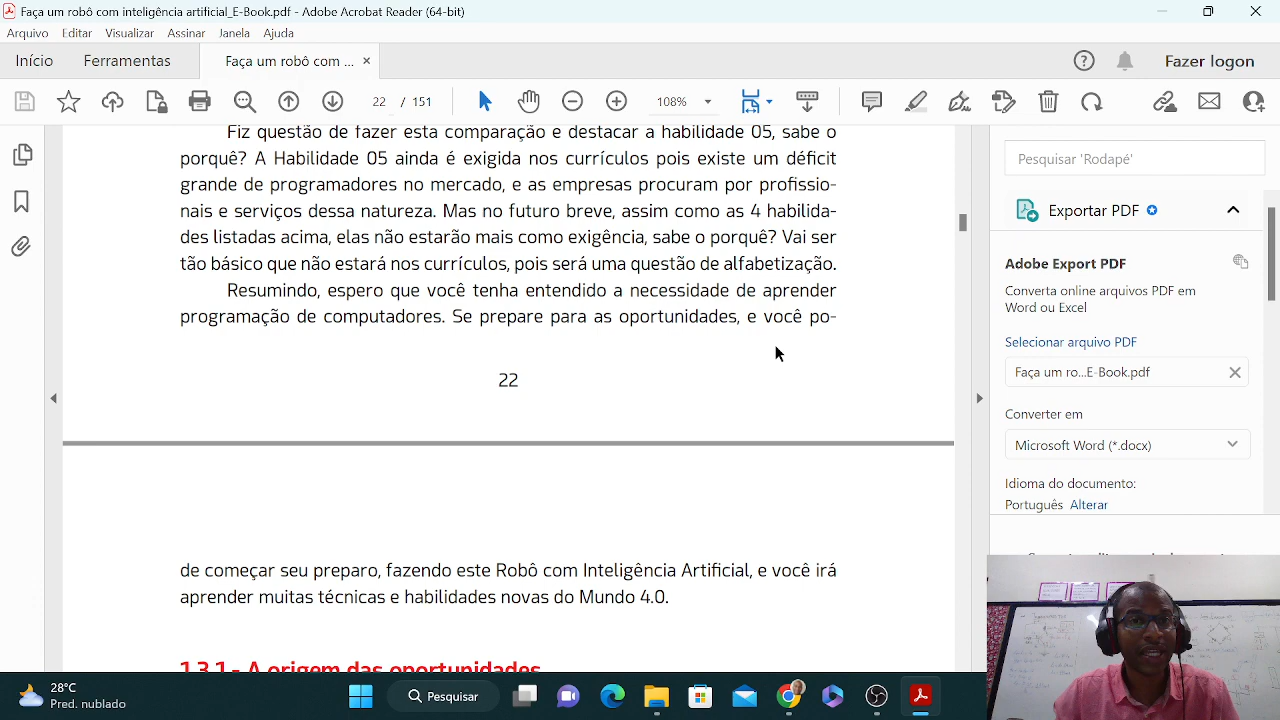 Faça um robô com inteligência artificial_E-Book.pdf - Adobe Acrobat Reader (64-bit)
Arquivo Editar Visualizar Assinar Janela Ajuda
Início Ferramentas Faça um robô com ... × Fazer logon
22 / 151 108%
Fiz questão de fazer esta comparação e destacar a habilidade 05, sabe o
porquê? A Habilidade 05 ainda é exigida nos currículos pois existe um déficit
grande de programadores no mercado, e as empresas procuram por profissio-
nais e serviços dessa natureza. Mas no futuro breve, assim como as 4 habilida-
des listadas acima, elas não estarão mais como exigência, sabe o porquê? Vai ser
tão básico que não estará nos currículos, pois será uma questão de alfabetização.
Resumindo, espero que você tenha entendido a necessidade de aprender
programação de computadores. Se prepare para as oportunidades, e você po-
22
de começar seu preparo, fazendo este Robô com Inteligência Artificial, e você irá
aprender muitas técnicas e habilidades novas do Mundo 4.0.
1.3.1 - A origem das oportunidades
Pesquisar 'Rodapé'
Exportar PDF
Adobe Export PDF
Converta online arquivos PDF em
Word ou Excel
Selecionar arquivo PDF
Faça um ro...E-Book.pdf
Converter em
Microsoft Word (*.docx)
Idioma do documento:
Português Alterar
28°C
Pred. nublado
Pesquisar